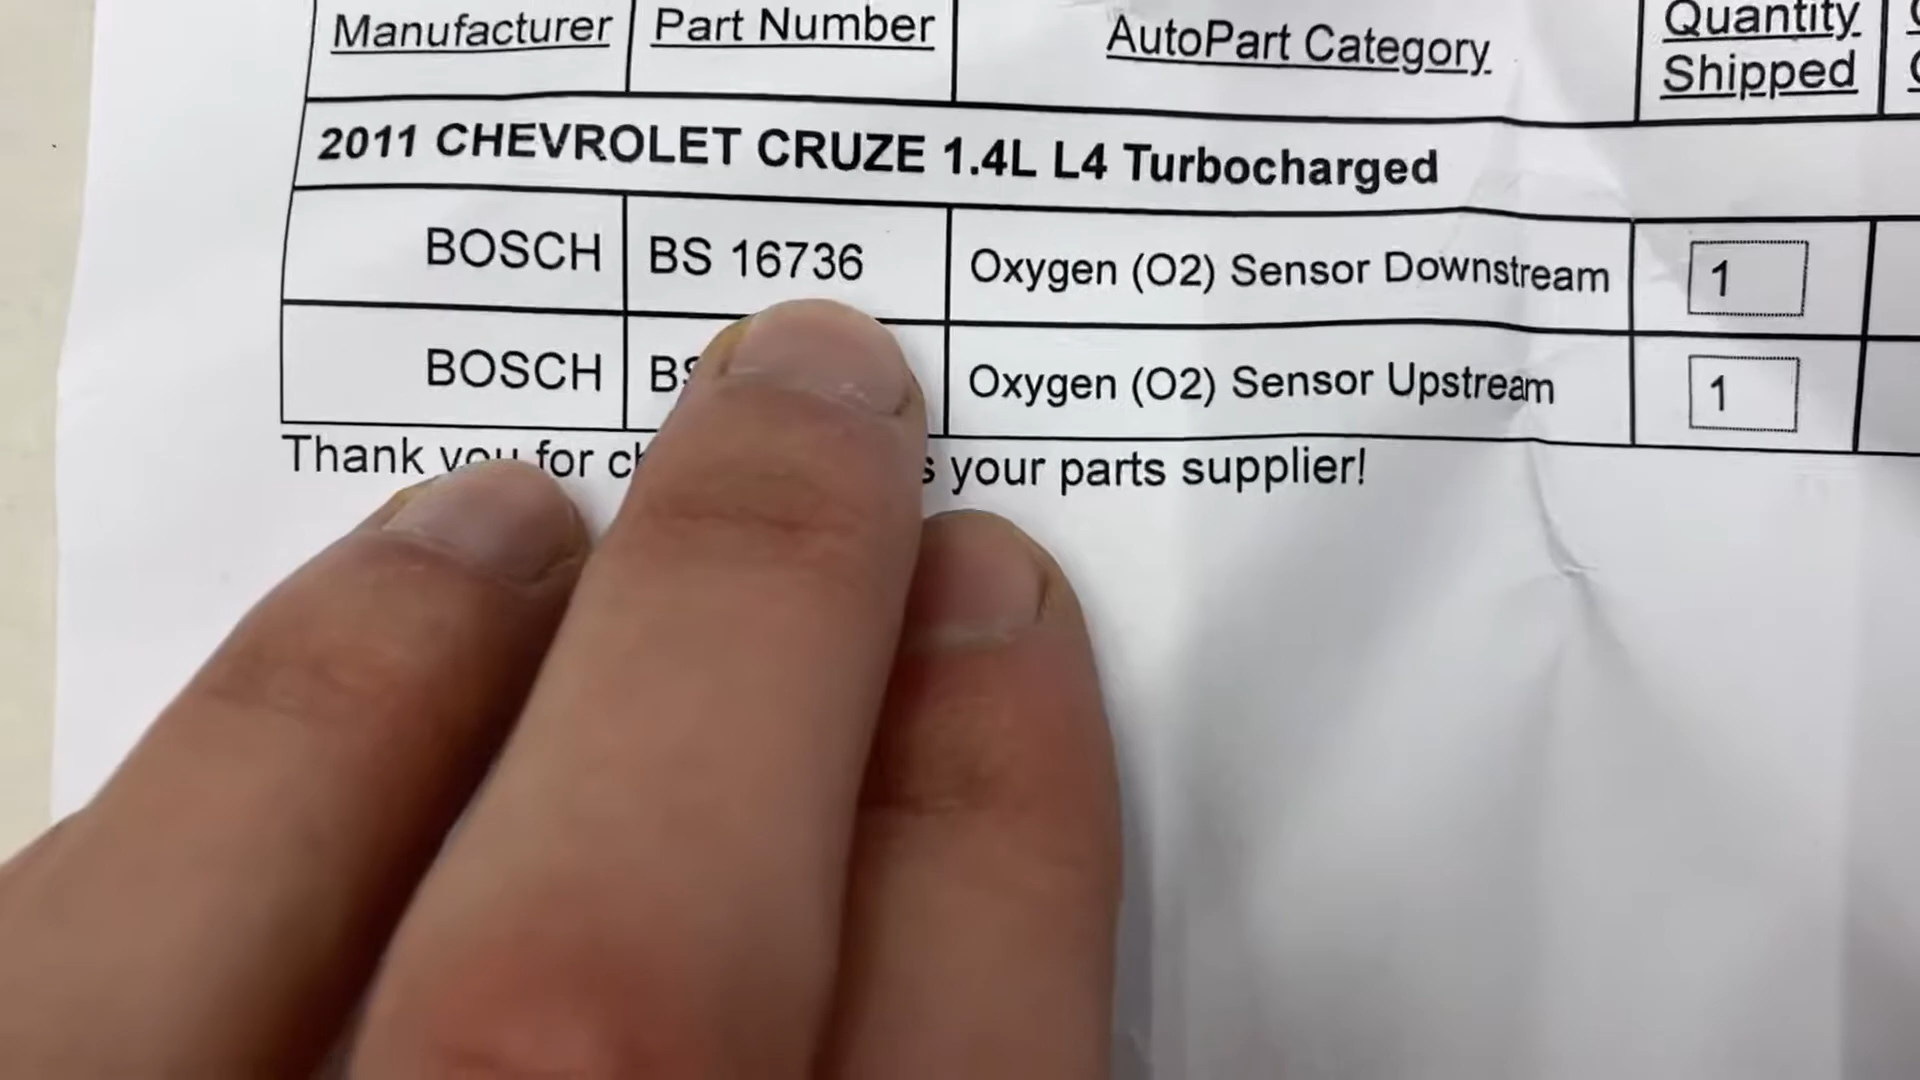 Manufacturer Part Number AutoPart Category Quantity Shipped
2011 CHEVROLET CRUZE 1.4L L4 Turbocharged
BOSCH BS 16736 Oxygen (O2) Sensor Downstream 1
BOSCH Oxygen (O2) Sensor Upstream 1
Thank you for your parts supplier!